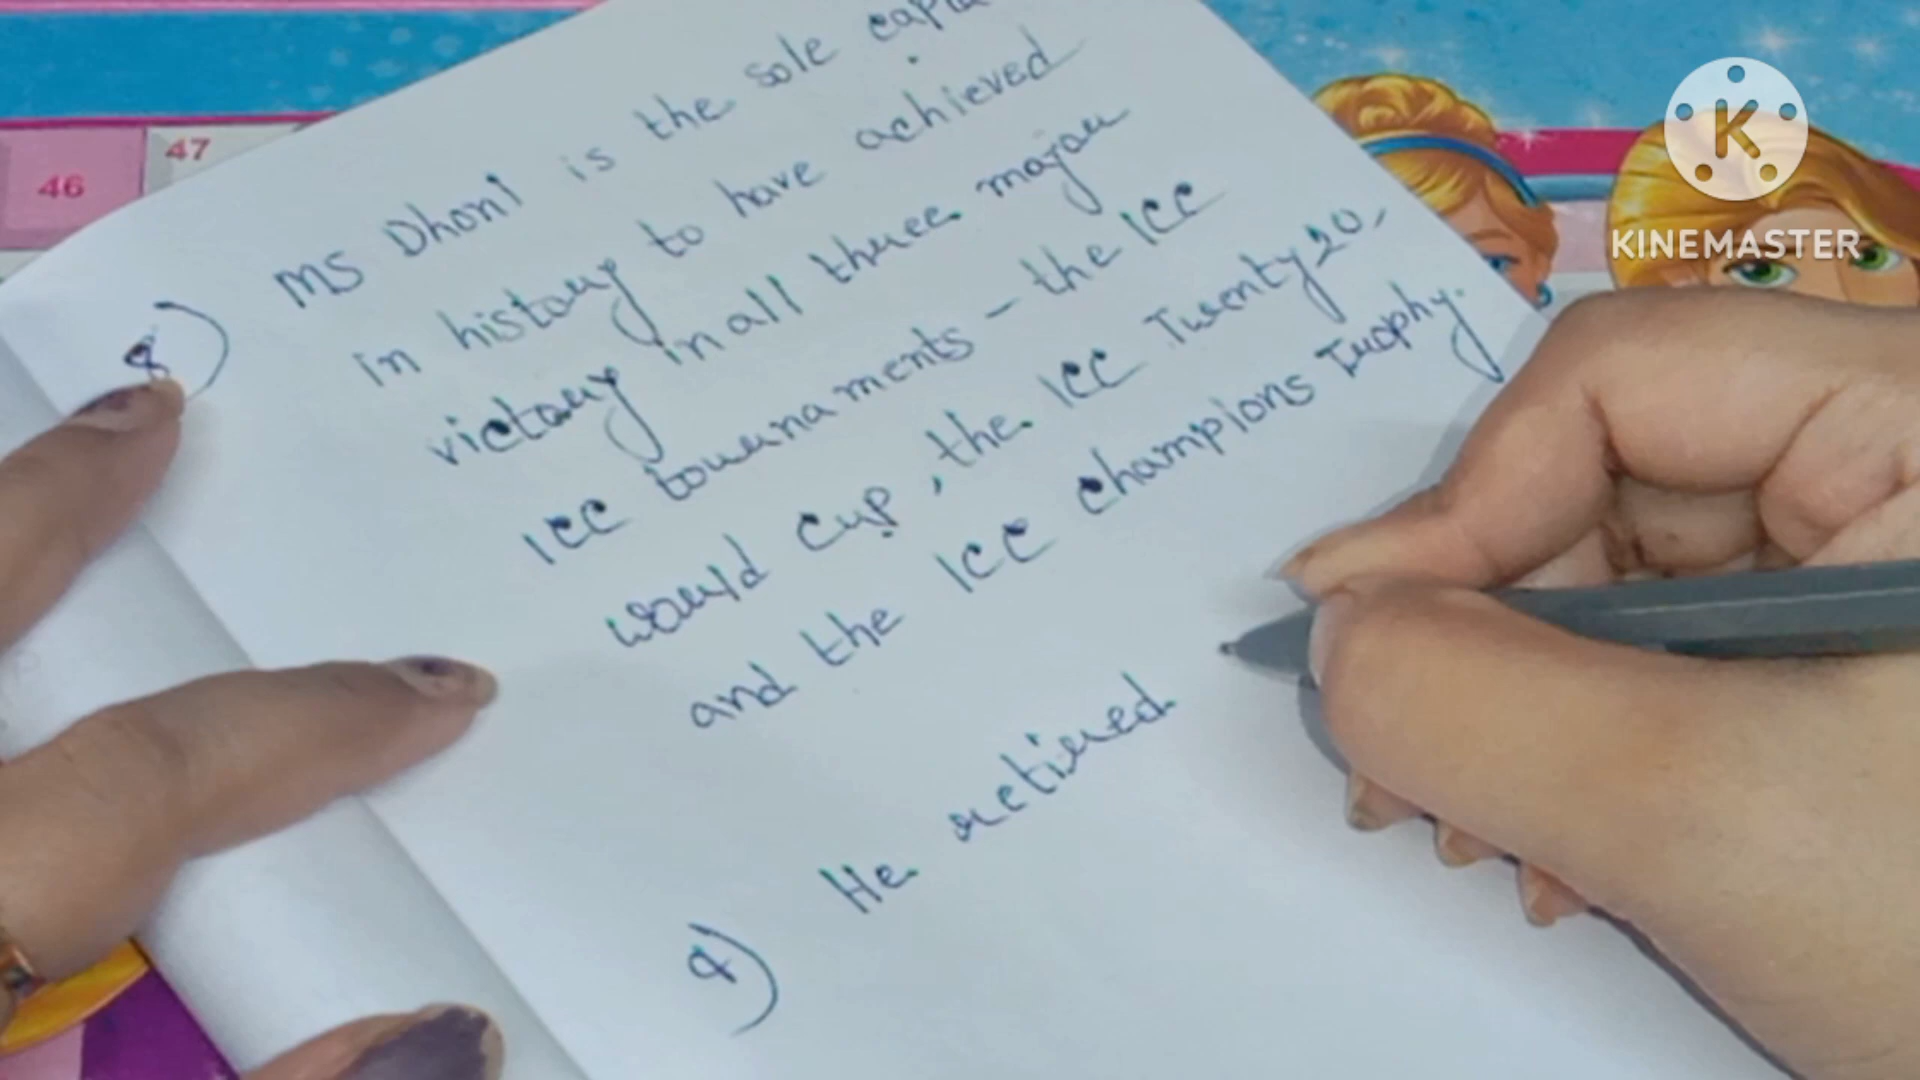 46
47
8) MS Dhoni is the sole
in history to have achieved
victory in all three major
ICC tournaments - the ICC
World Cup, the ICC Twenty20,
and the ICC Champions Trophy.
9) He retired
KINEMASTER